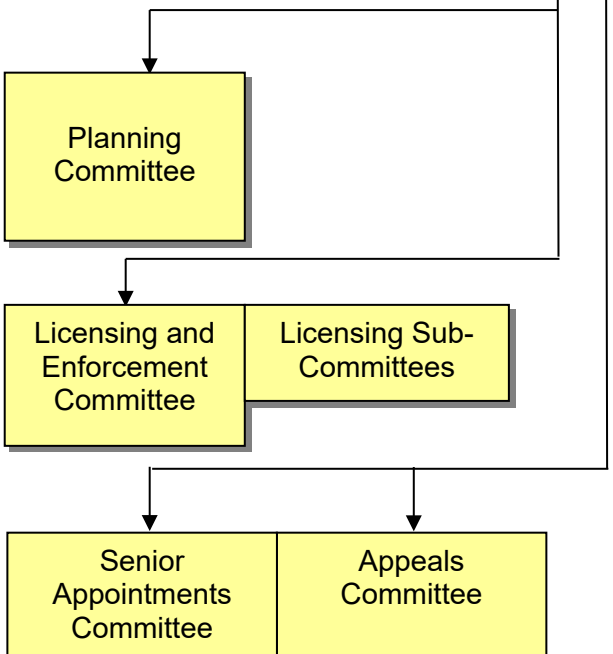 Planning
Committee
Licensing and
Enforcement
Committee
Licensing Sub-
Committees
Senior
Appointments
Committee
Appeals
Committee